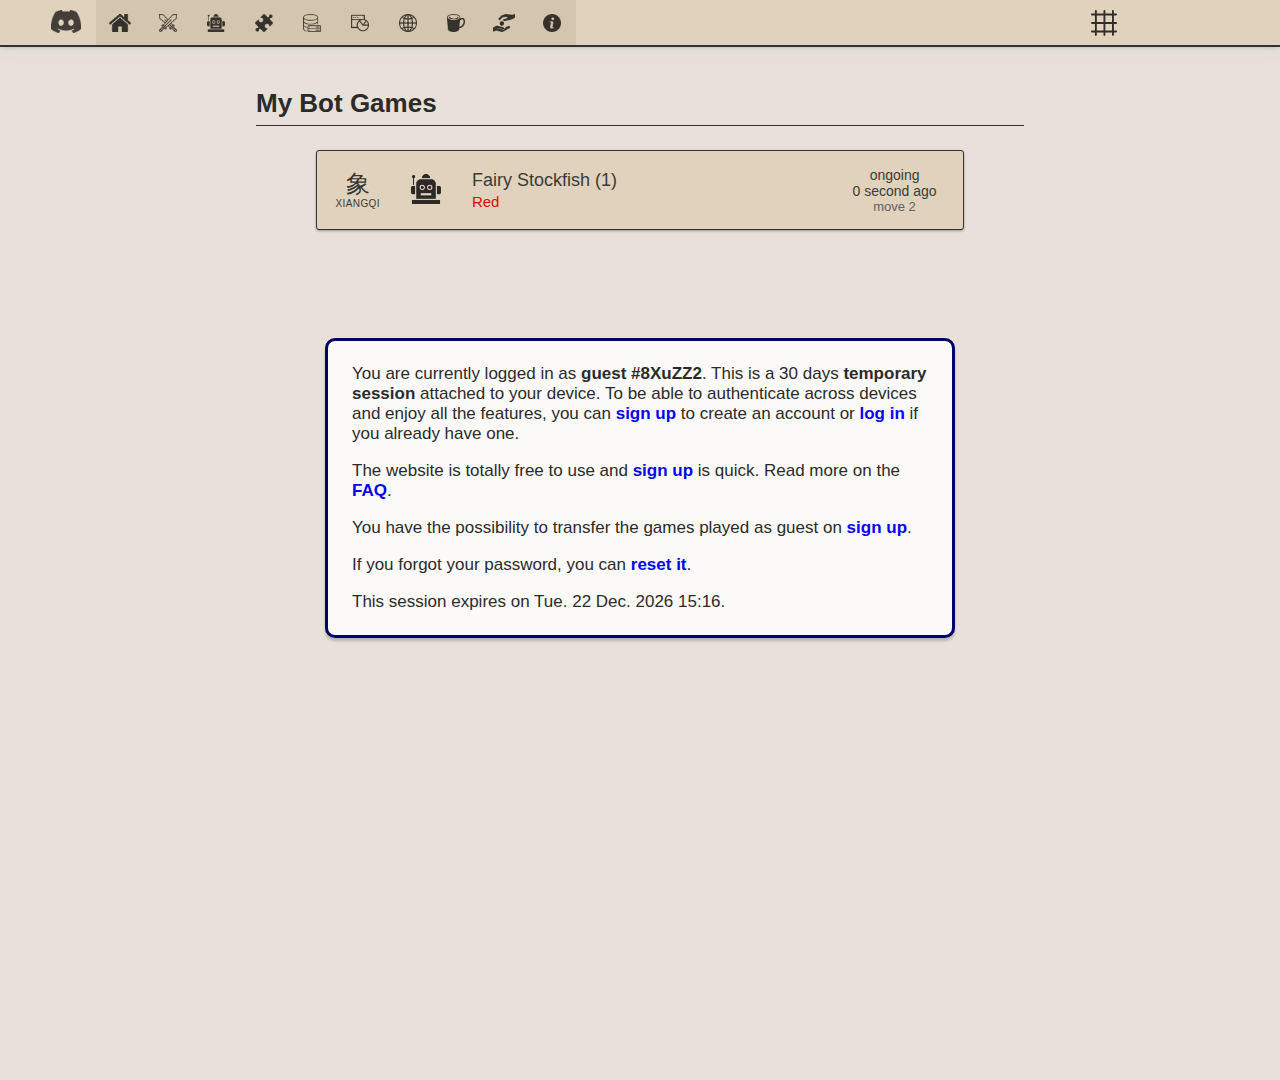 My Bot Games
象
XIANGQI
Fairy Stockfish (1)
Red
ongoing
0 second ago
move 2
You are currently logged in as guest #8XuZZ2. This is a 30 days temporary
session attached to your device. To be able to authenticate across devices
and enjoy all the features, you can sign up to create an account or log in if
you already have one.
The website is totally free to use and sign up is quick. Read more on the
FAQ.
You have the possibility to transfer the games played as guest on sign up.
If you forgot your password, you can reset it.
This session expires on Tue. 22 Dec. 2026 15:16.